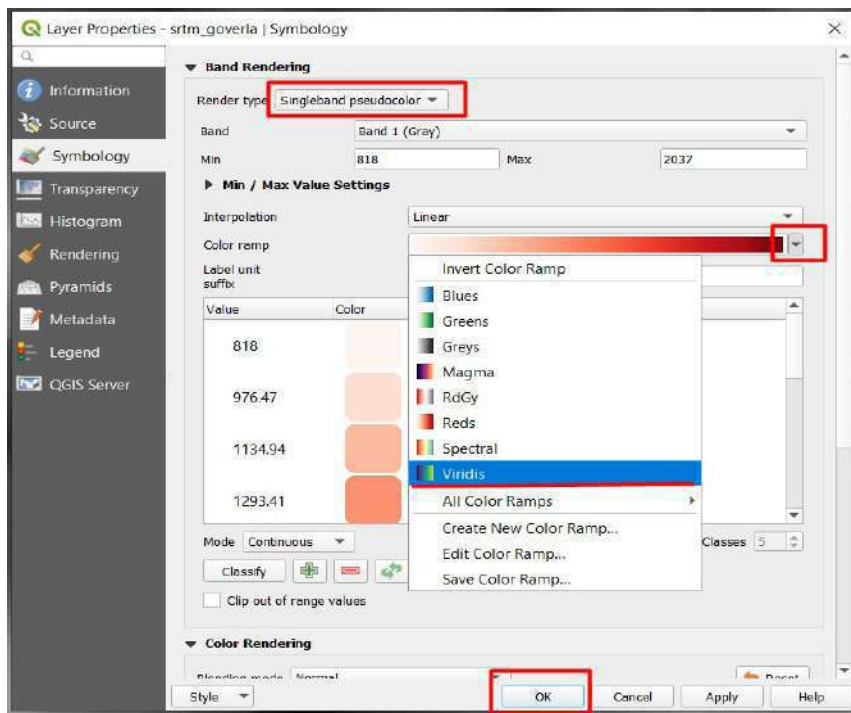 Layer Properties - srtm_goverla | Symbology
Information
Source
Symbology
Transparency
Histogram
Rendering
Pyramids
Metadata
Legend
QGIS Server
Band Rendering
Render type Singleband pseudocolor
Band Band 1 (Gray)
Min 818 Max 2037
Min / Max Value Settings
Interpolation Linear
Color ramp
Label unit
suffix
Value Color
818
976.47
1134.94
1293.41
Invert Color Ramp
Blues
Greens
Greys
Magma
RdGy
Reds
Spectral
Viridis
All Color Ramps
Create New Color Ramp...
Edit Color Ramp...
Save Color Ramp...
Mode Continuous Classes 5
Classify
Clip out of range values
Color Rendering
Blending mode Normal Reset
Style OK Cancel Apply Help